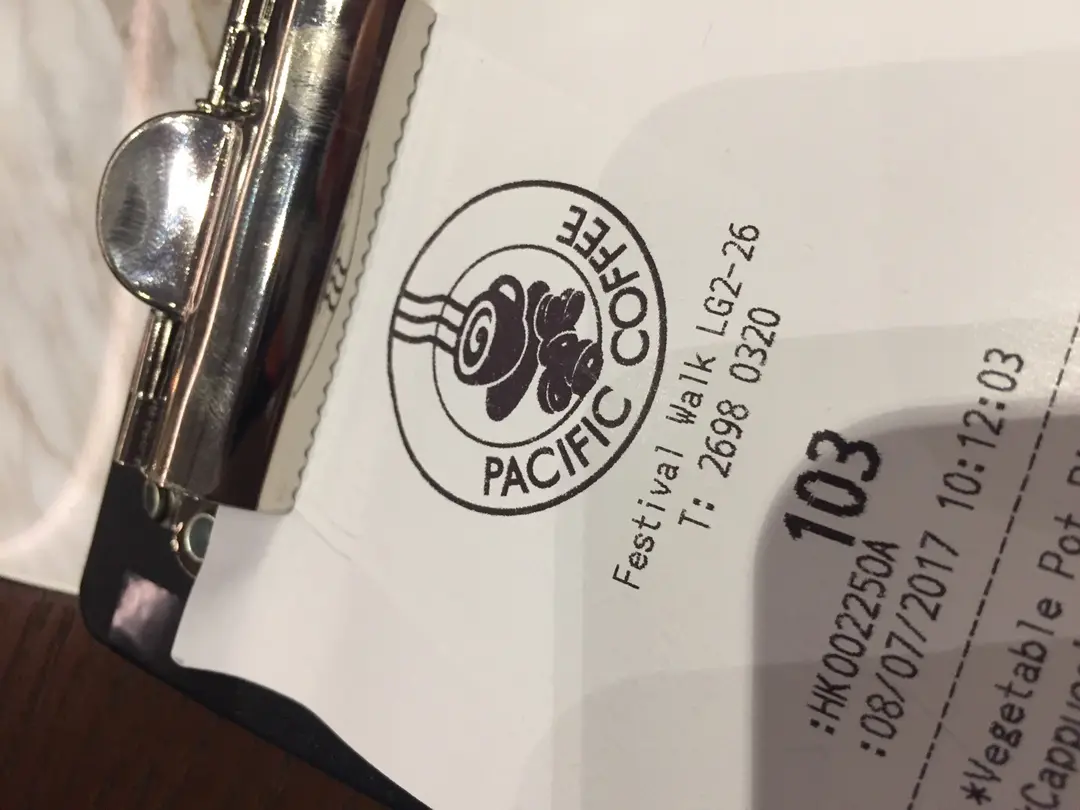 PACIFIC COFFEE
Festival Walk LG2-26
T: 2698 0320
103
:HK002250A
:08/07/2017 10:12:03
*Vegetable Pot